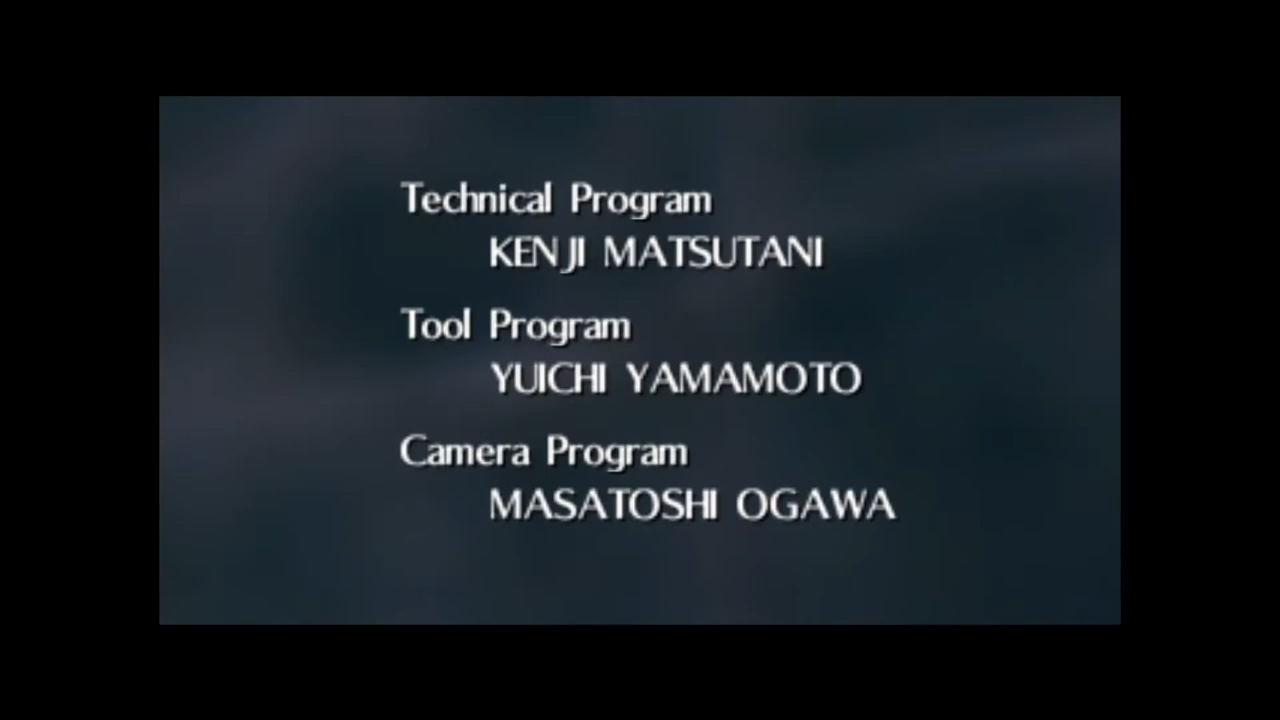 Technical Program
KENJI MATSUTANI
Tool Program
YUICHI YAMAMOTO
Camera Program
MASATOSHI OGAWA